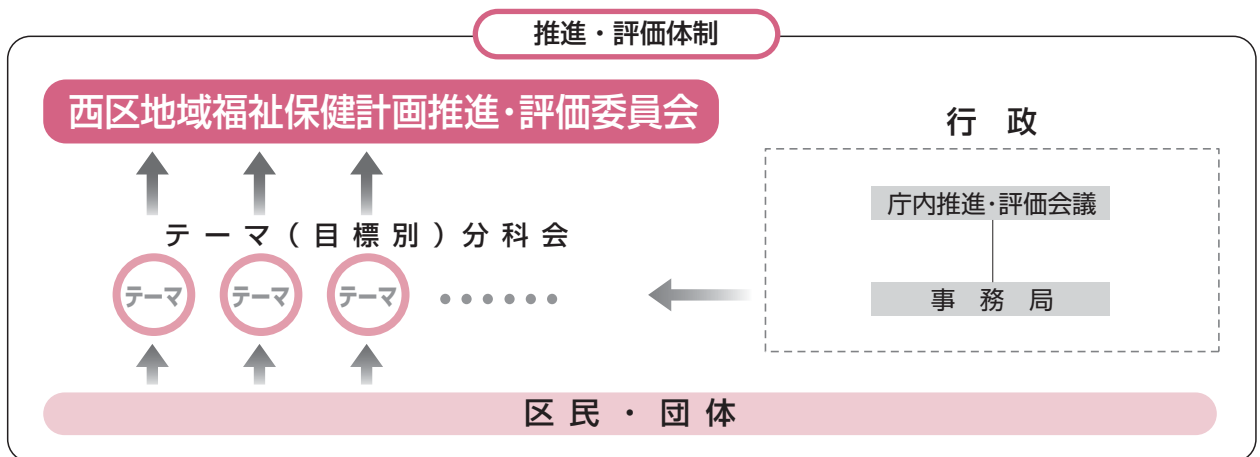 推進・評価体制
西区地域福祉保健計画推進・評価委員会
テーマ(目標別)分科会
テーマ
テーマ
テーマ
・・・・・・
行政
庁内推進・評価会議
事務局
区民・団体